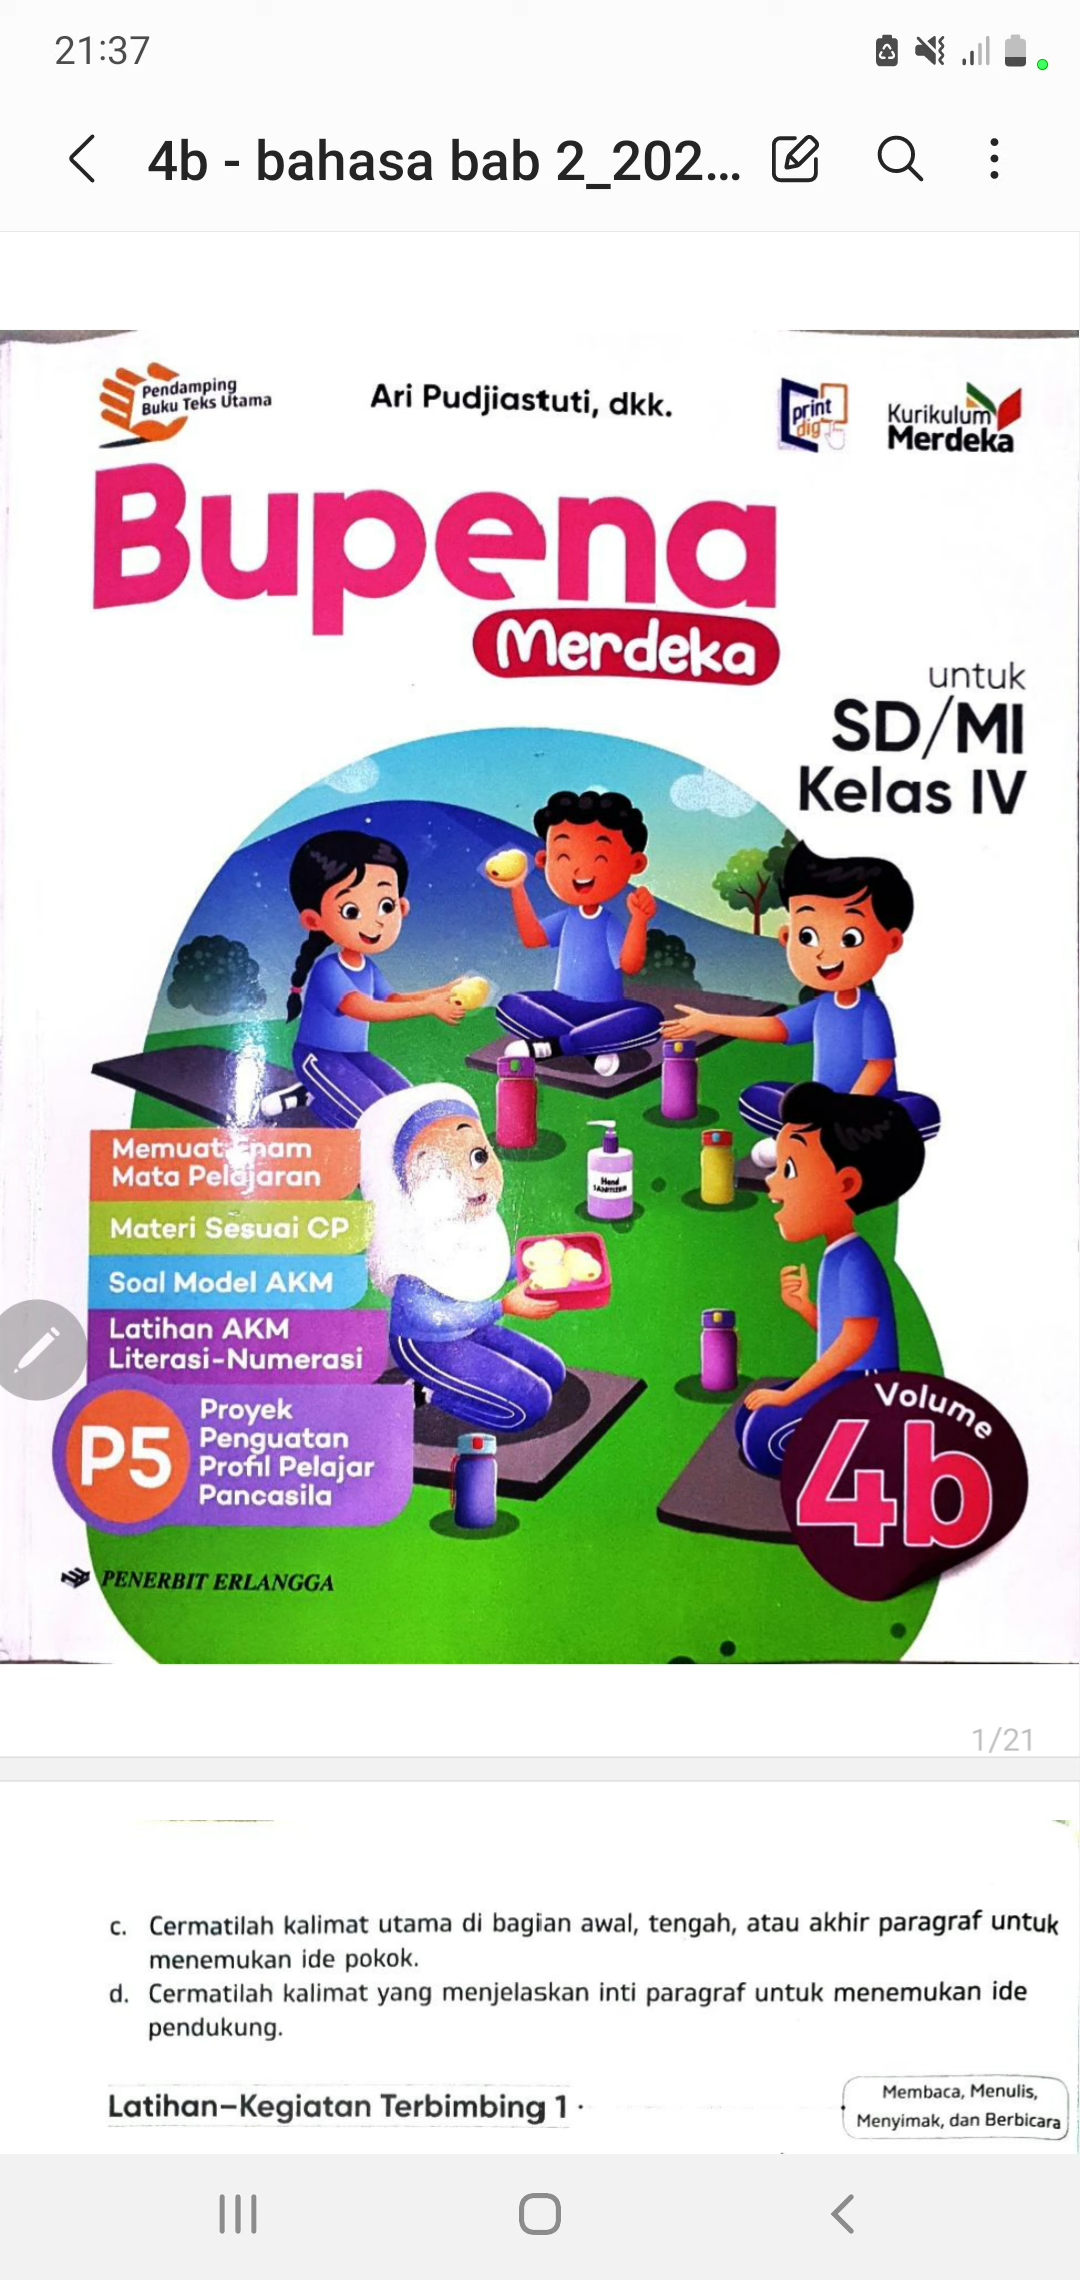 21:37
4b - bahasa bab 2_202...
Pendamping
Buku Teks Utama
Ari Pudjiastuti, dkk.
print
dig
Kurikulum
Merdeka
Bupena
Merdeka
untuk
SD/MI
Kelas IV
Memuat Enam
Mata Pelajaran
Materi Sesuai CP
Soal Model AKM
Latihan AKM
Literasi-Numerasi
P5
Proyek
Penguatan
Profil Pelajar
Pancasila
Hand
SANITIZER
Volume
4b
PENERBIT ERLANGGA
1/21
c. Cermatilah kalimat utama di bagian awal, tengah, atau akhir paragraf untuk
menemukan ide pokok.
d. Cermatilah kalimat yang menjelaskan inti paragraf untuk menemukan ide
pendukung.
Latihan-Kegiatan Terbimbing 1
Membaca, Menulis,
Menyimak, dan Berbicara